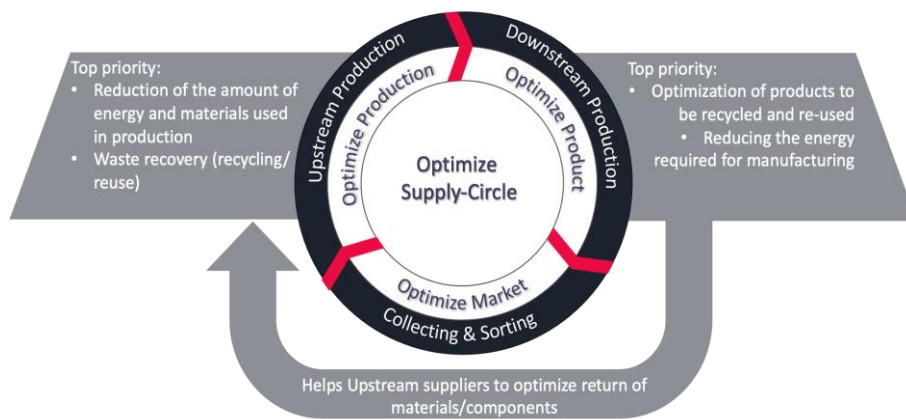 Top priority:
• Reduction of the amount of
energy and materials used
in production
• Waste recovery (recycling/
reuse)
Upstream Production
Optimize Production
Downstream Production
Optimize Product
Optimize
Supply-Circle
Optimize Market
Collecting & Sorting
Top priority:
• Optimization of products to
be recycled and re-used
• Reducing the energy
required for manufacturing
Helps Upstream suppliers to optimize return of
materials/components